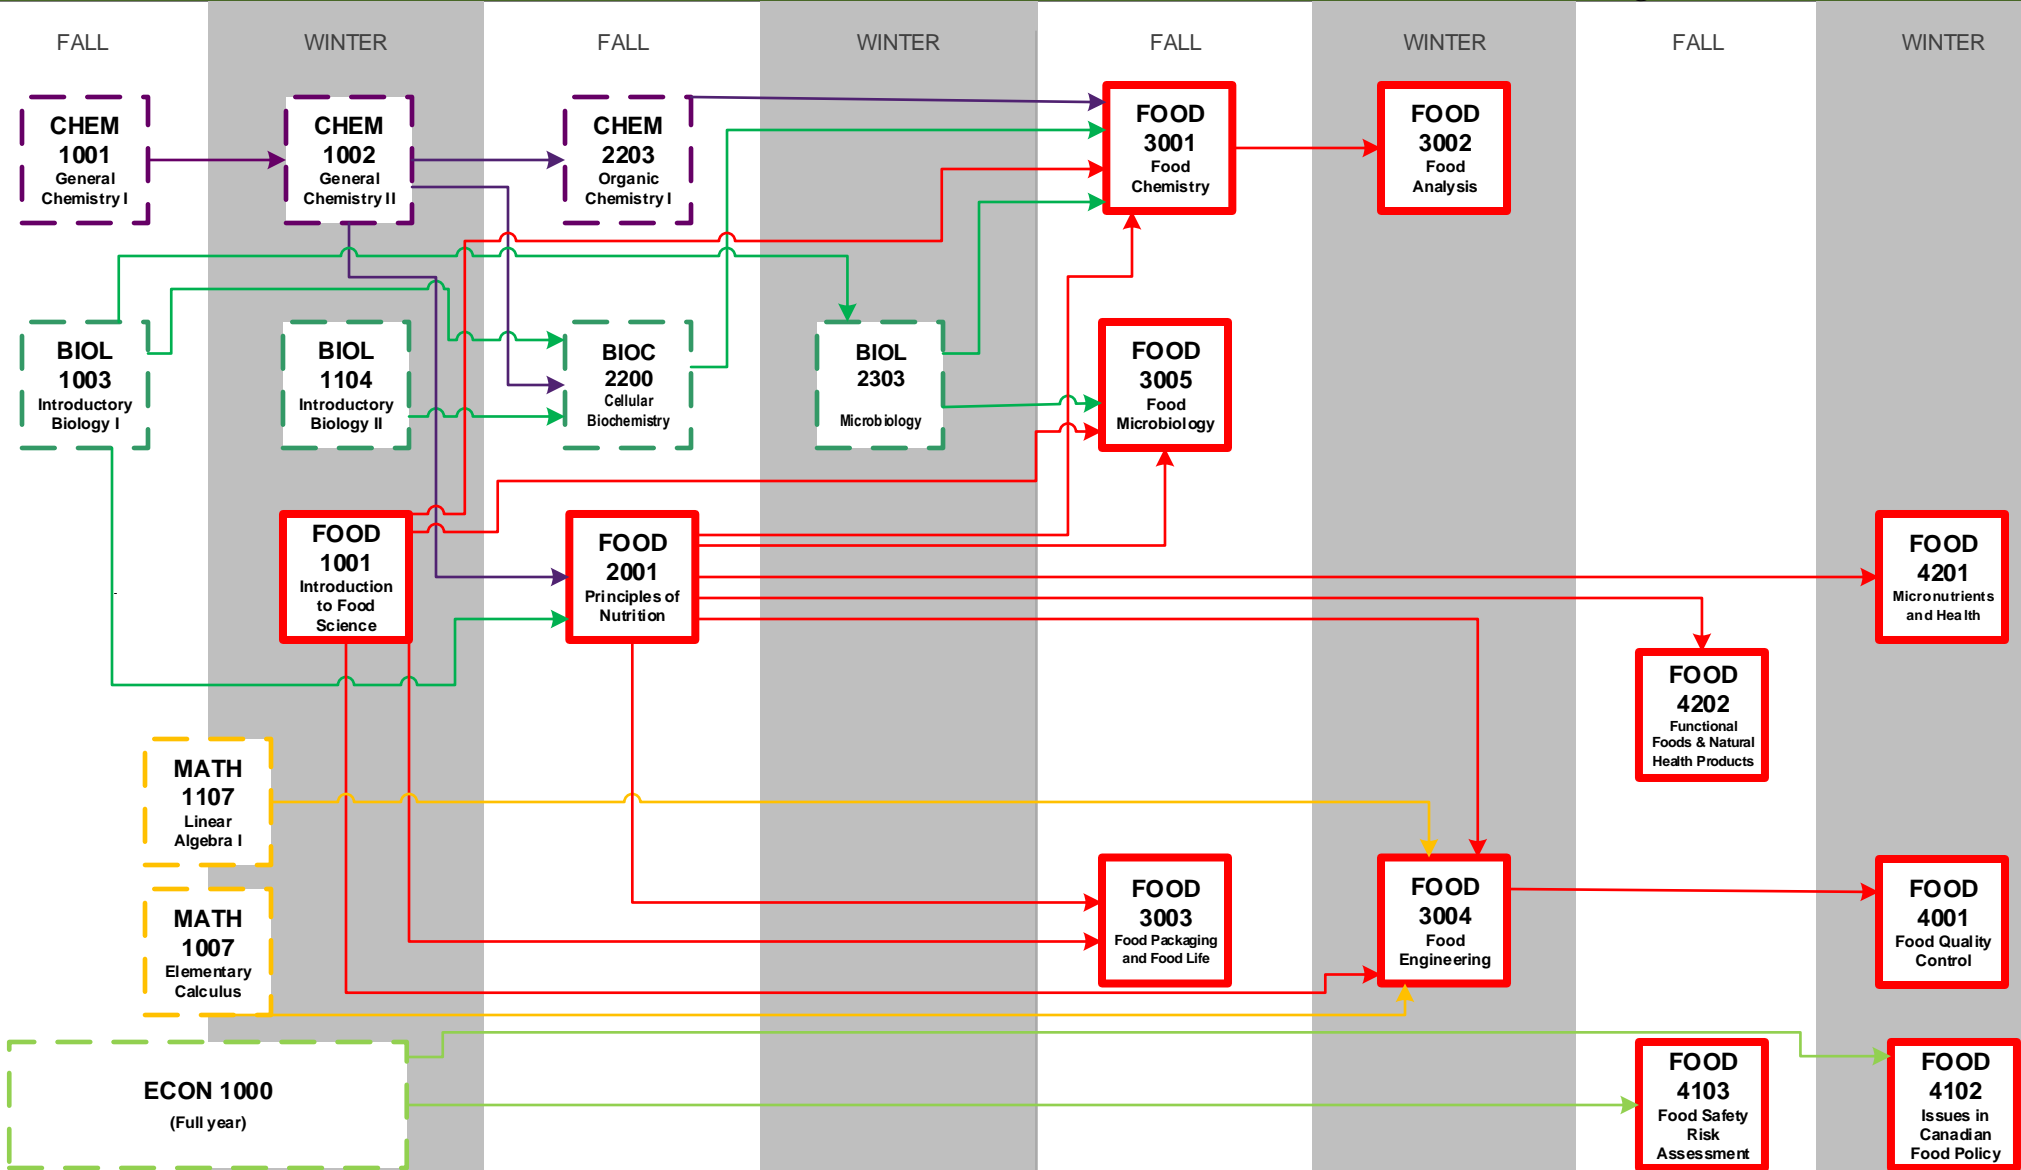 FALL
WINTER
FALL
WINTER
FALL
WINTER
FALL
WINTER
CHEM
1001
General
Chemistry I
CHEM
1002
General
Chemistry II
CHEM
2203
Organic
Chemistry I
FOOD
3001
Food
Chemistry
FOOD
3002
Food
Analysis
BIOL
1003
Introductory
Biology I
BIOL
1104
Introductory
Biology II
BIOC
2200
Cellular
Biochemistry
BIOL
2303
Microbiology
FOOD
3005
Food
Microbiology
FOOD
1001
Introduction
to Food
Science
FOOD
2001
Principles of
Nutrition
FOOD
4201
Micronutrients
and Health
FOOD
4202
Functional
Foods & Natural
Health Products
MATH
1107
Linear
Algebra I
MATH
1007
Elementary
Calculus
FOOD
3003
Food Packaging
and Food Life
FOOD
3004
Food
Engineering
FOOD
4001
Food Quality
Control
ECON 1000
(Full year)
FOOD
4103
Food Safety
Risk
Assessment
FOOD
4102
Issues in
Canadian
Food Policy